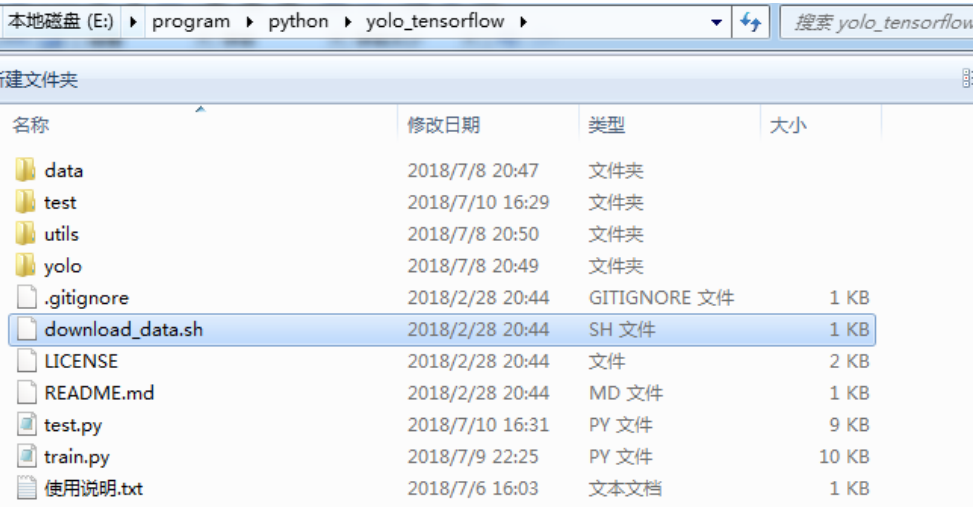 本地磁盘 (E:) program python yolo_tensorflow 搜索 yolo_tensorflow
新建文件夹
名称 修改日期 类型 大小
data 2018/7/8 20:47 文件夹
test 2018/7/10 16:29 文件夹
utils 2018/7/8 20:50 文件夹
yolo 2018/7/8 20:49 文件夹
.gitignore 2018/2/28 20:44 GITIGNORE 文件 1 KB
download_data.sh 2018/2/28 20:44 SH 文件 1 KB
LICENSE 2018/2/28 20:44 文件 2 KB
README.md 2018/2/28 20:44 MD 文件 1 KB
test.py 2018/7/10 16:31 PY 文件 9 KB
train.py 2018/7/9 22:25 PY 文件 10 KB
使用说明.txt 2018/7/6 16:03 文本文档 1 KB